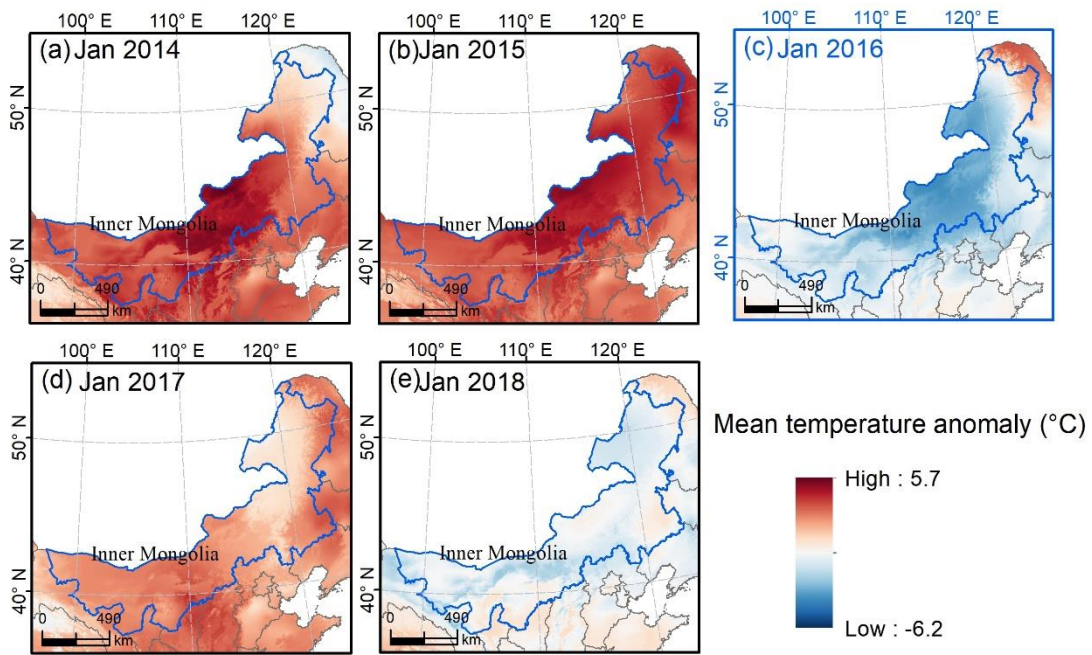 100° E 110° E 120° E 100° E 110° E 120° E 100° E 110° E 120° E
(a) Jan 2014 (b) Jan 2015 (c) Jan 2016
50° N 50° N 50° N
Inner Mongolia Inner Mongolia Inner Mongolia
40° N 40° N 40° N
0 490 0 490 0 490
km km km
100° E 110° E 120° E 100° E 110° E 120° E
(d) Jan 2017 (e) Jan 2018
50° N 50° N
Mean temperature anomaly (°C)
High : 5.7
Inner Mongolia Inner Mongolia
40° N 40° N
0 490 0 490
km km
Low : -6.2